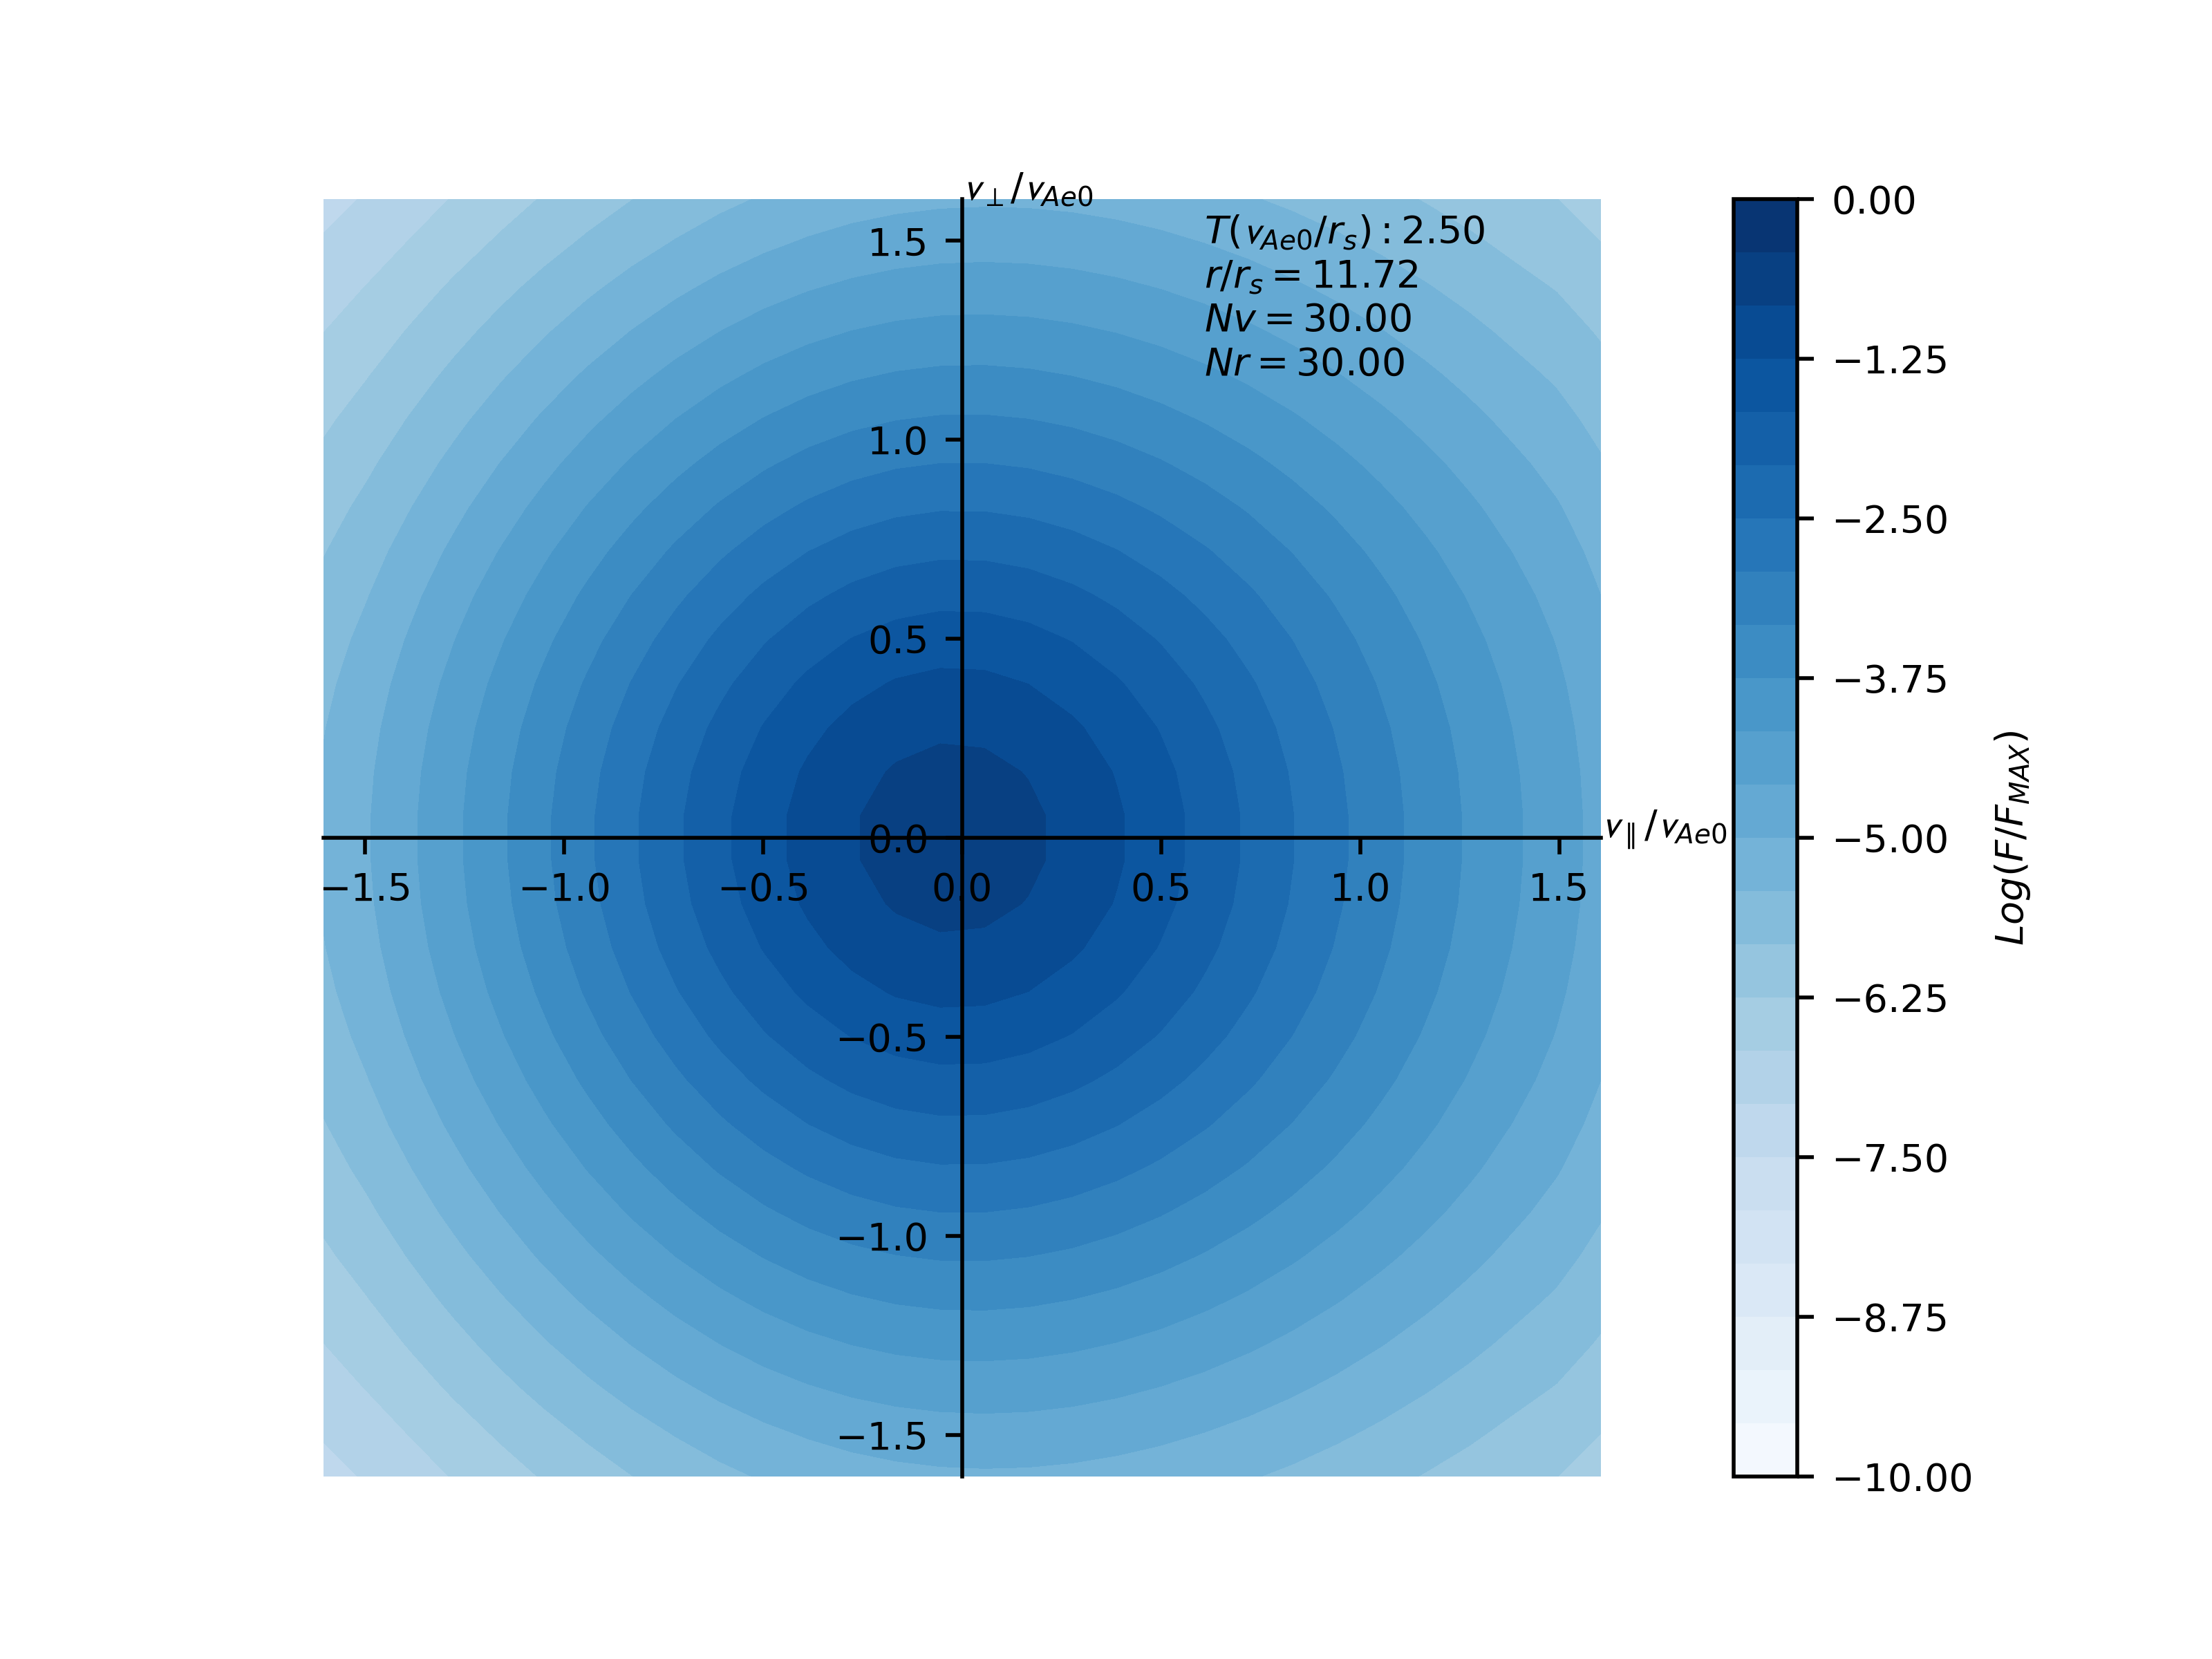 v⊥/vAe0
T(vAe0/rs) : 2.50
r/rs = 11.72
Nv = 30.00
Nr = 30.00
1.5
1.0
0.5
0.0
−0.5
−1.0
−1.5
−1.5 −1.0 −0.5 0.0 0.5 1.0 1.5
v∥/vAe0
0.00
−1.25
−2.50
−3.75
−5.00
−6.25
−7.50
−8.75
−10.00
Log(F/FMAX)